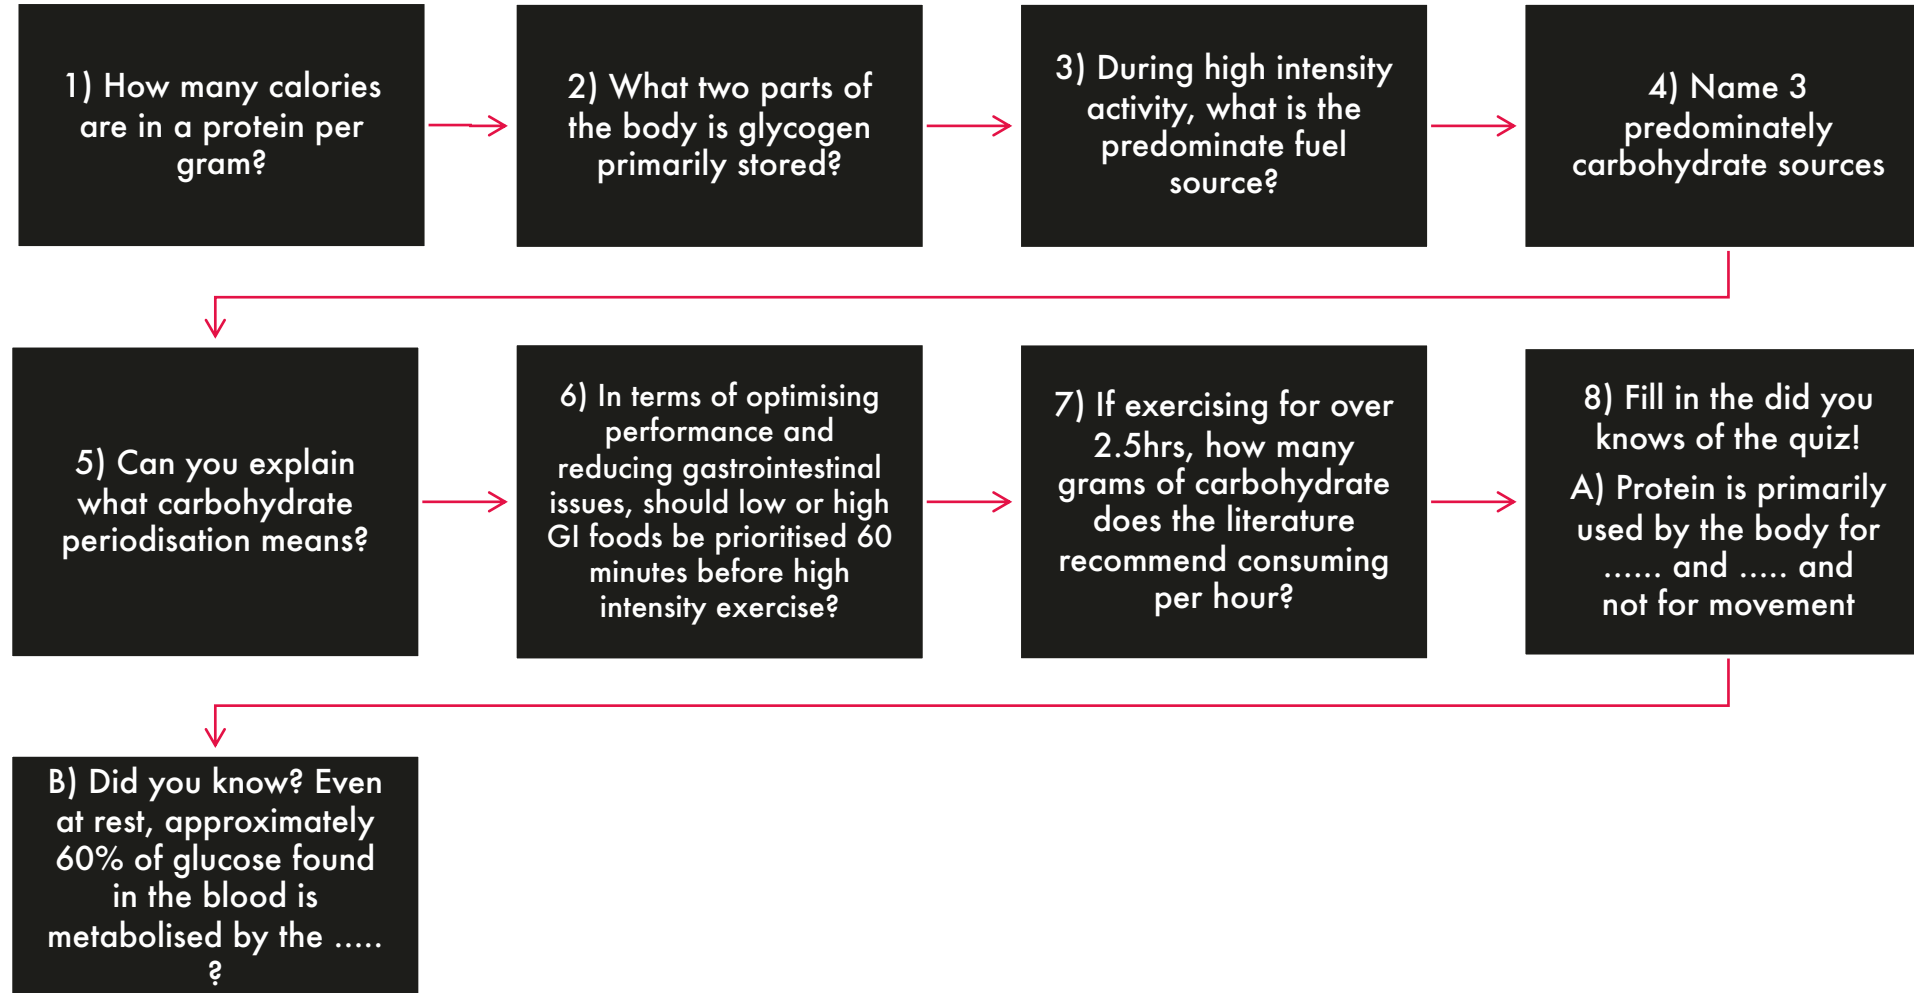 1) How many calories
are in a protein per
gram?
2) What two parts of
the body is glycogen
primarily stored?
3) During high intensity
activity, what is the
predominate fuel
source?
4) Name 3
predominately
carbohydrate sources
5) Can you explain
what carbohydrate
periodisation means?
6) In terms of optimising
performance and
reducing gastrointestinal
issues, should low or high
GI foods be prioritised 60
minutes before high
intensity exercise?
7) If exercising for over
2.5hrs, how many
grams of carbohydrate
does the literature
recommend consuming
per hour?
8) Fill in the did you
knows of the quiz!
A) Protein is primarily
used by the body for
...... and ..... and
not for movement
B) Did you know? Even
at rest, approximately
60% of glucose found
in the blood is
metabolised by the .....
?